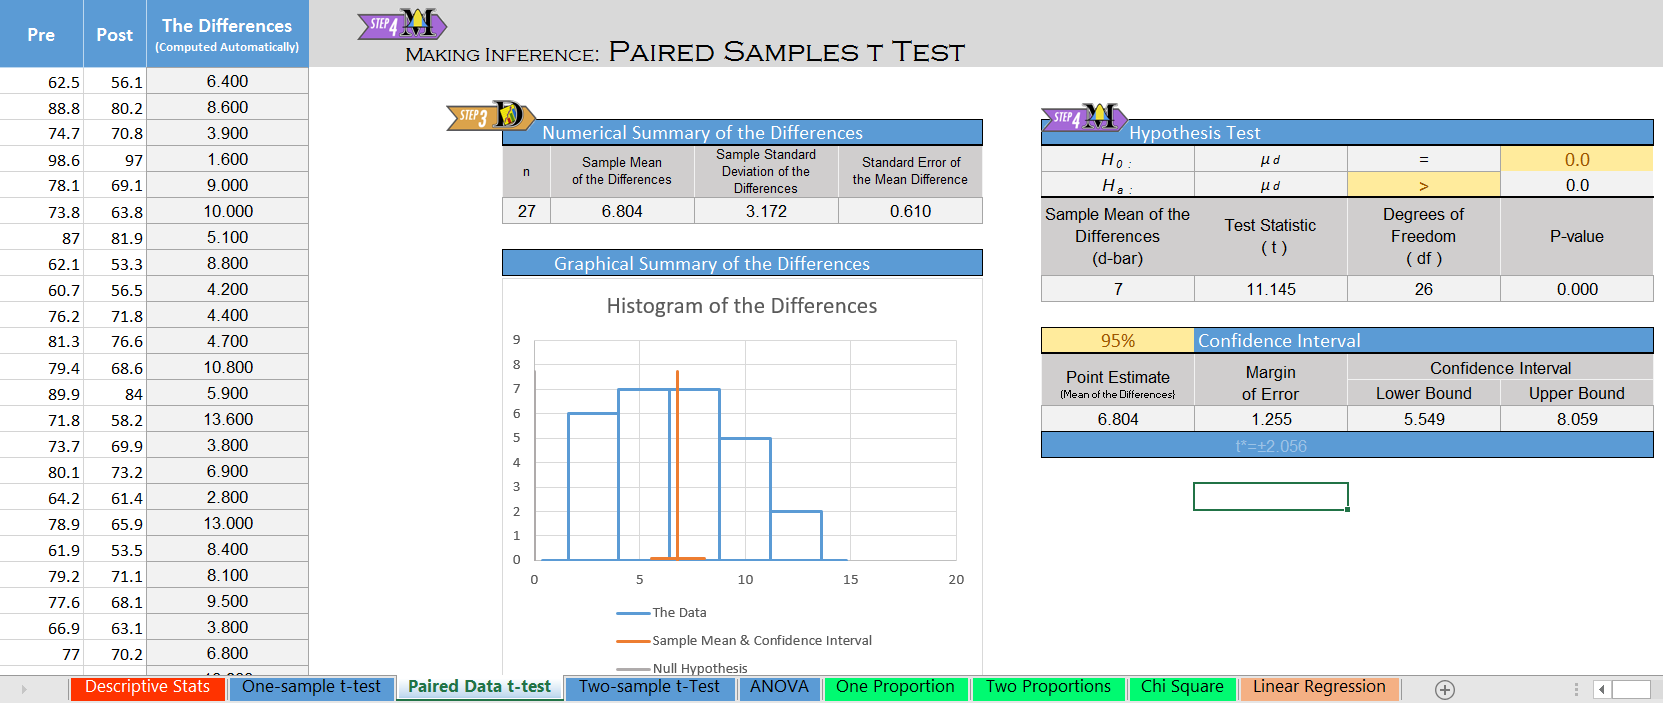 Pre Post The Differences
(Computed Automatically)
62.5 56.1 6.400
88.8 80.2 8.600
74.7 70.8 3.900
98.6 97 1.600
78.1 69.1 9.000
73.8 63.8 10.000
87 81.9 5.100
62.1 53.3 8.800
60.7 56.5 4.200
76.2 71.8 4.400
81.3 76.6 4.700
79.4 68.6 10.800
89.9 84 5.900
71.8 58.2 13.600
73.7 69.9 3.800
80.1 73.2 6.900
64.2 61.4 2.800
78.9 65.9 13.000
61.9 53.5 8.400
79.2 71.1 8.100
77.6 68.1 9.500
66.9 63.1 3.800
77 70.2 6.800
STEP 4 M
Making Inference: Paired Samples t Test
STEP 3 D
Numerical Summary of the Differences
n
Sample Mean
of the Differences
Sample Standard
Deviation of the
Differences
Standard Error of
the Mean Difference
27 6.804 3.172 0.610
Graphical Summary of the Differences
Histogram of the Differences
9
8
7
6
5
4
3
2
1
0
0 5 10 15 20
The Data
Sample Mean & Confidence Interval
Null Hypothesis
STEP 4 M
Hypothesis Test
H o : μ d = 0.0
H a : μ d > 0.0
Sample Mean of the
Differences
(d-bar)
Test Statistic
( t )
Degrees of
Freedom
( df )
P-value
7 11.145 26 0.000
95% Confidence Interval
Point Estimate
(Mean of the Differences)
Margin
of Error
Confidence Interval
Lower Bound Upper Bound
6.804 1.255 5.549 8.059
t*=±2.056
Descriptive Stats One-sample t-test Paired Data t-test Two-sample t-Test ANOVA One Proportion Two Proportions Chi Square Linear Regression